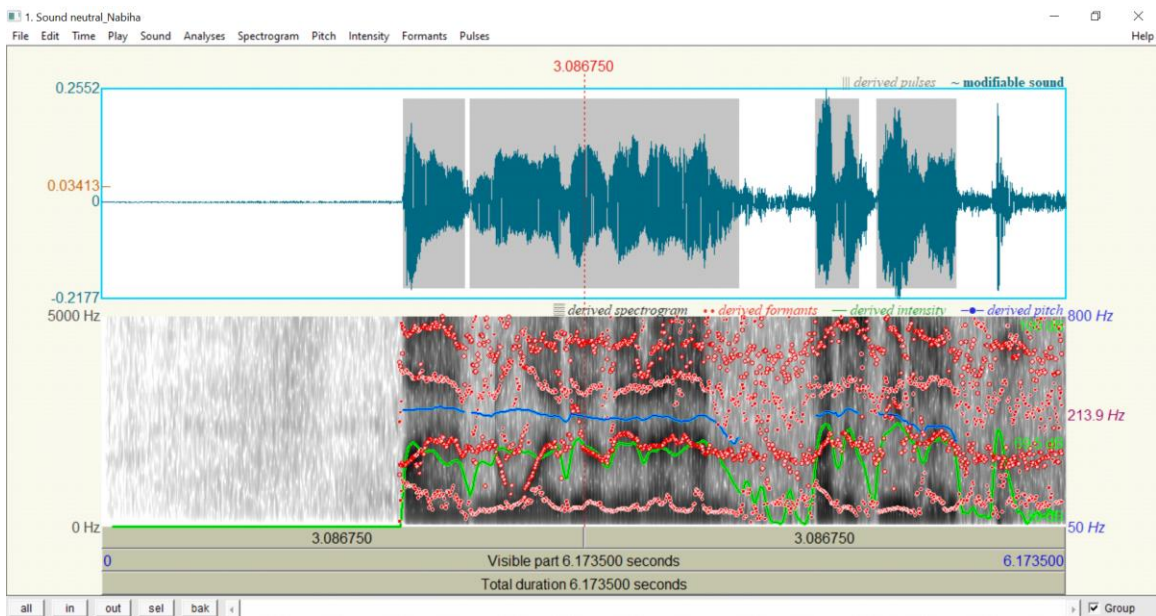 1. Sound neutral_Nabiha
File Edit Time Play Sound Analyses Spectrogram Pitch Intensity Formants Pulses Help
3.086750
derived pulses ~ modifiable sound
0.2552
0.03413
0
-0.2177
derived spectrogram derived formants derived intensity derived pitch
5000 Hz 800 Hz
213.9 Hz
0 Hz 50 Hz
3.086750 3.086750
0 Visible part 6.173500 seconds 6.173500
Total duration 6.173500 seconds
all in out sel bak Group